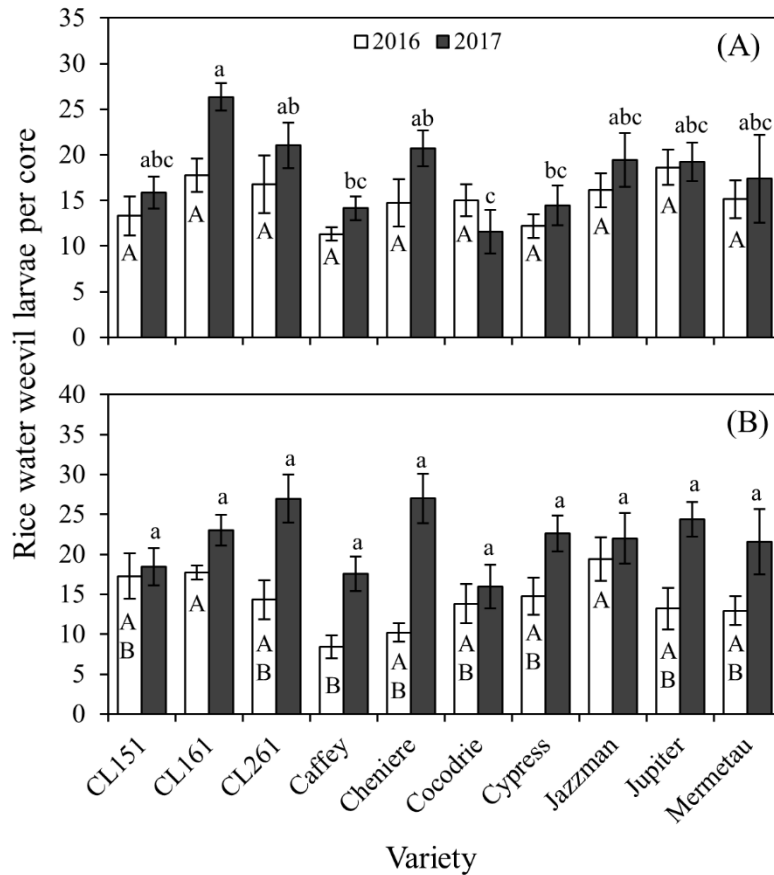 Rice water weevil larvae per core
35
30
25
20
15
10
5
0
2016 2017
(A)
abc a ab bc ab c bc abc abc abc
A A A A A A A A A A
40
35
30
25
20
15
10
5
0
(B)
a a a a a a a a a a
A B A A B B A B A B A B A A B A B
CL151 CL161 CL261 Caffey Cheniere Cocodrie Cypress Jazzman Jupiter Mermetau
Variety